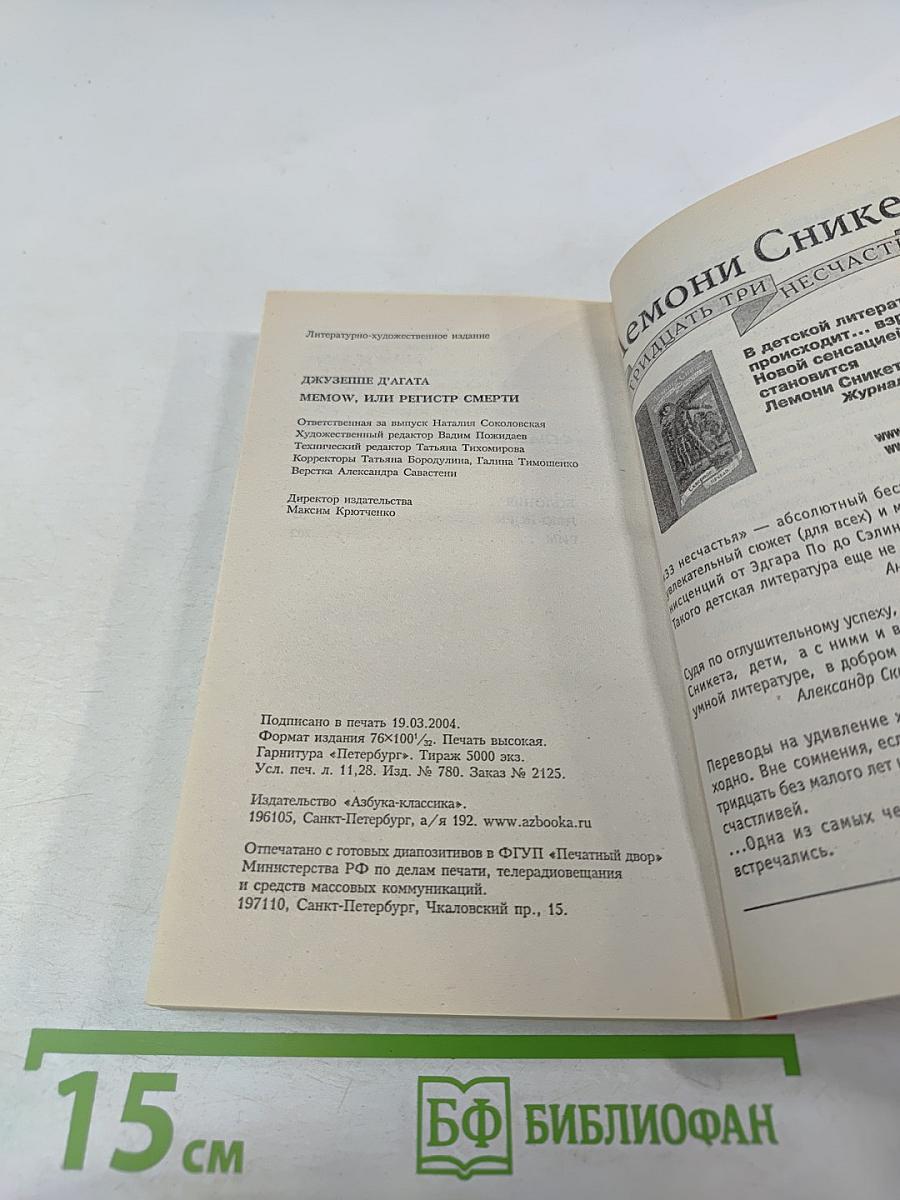 Литературно-художественное издание
ДЖУЗЕППЕ Д'АГАТА
MEMOW, ИЛИ РЕГИСТР СМЕРТИ
Ответственная за выпуск Наталия Соколовская
Художественный редактор Вадим Пожидаев
Технический редактор Татьяна Тихомирова
Корректоры Татьяна Бородулина, Галина Тимошенко
Верстка Александра Савастени
Директор издательства
Максим Крютченко
Подписано в печать 19.03.2004.
Формат издания 76×100 1/32. Печать высокая.
Гарнитура «Петербург». Тираж 5000 экз.
Усл. печ. л. 11,28. Изд. № 780. Заказ № 2125.
Издательство «Азбука-классика».
196105, Санкт-Петербург, а/я 192. www.azbooka.ru
Отпечатано с готовых диапозитивов в ФГУП «Печатный двор»
Министерства РФ по делам печати, телерадиовещания
и средств массовых коммуникаций.
197110, Санкт-Петербург, Чкаловский пр., 15.
Лемони Снике
ТРИДЦАТЬ ТРИ НЕСЧАСТЬ
В детской литерат
происходит... взр
Новой сенсацией
становится
Лемони Сникет
Журнал
www
ww
«33 несчастья» — абсолютный бес
увлекательный сюжет (для всех) и м
нисценций от Эдгара По до Сэлин
Такого детская литература еще не
Ан
Судя по оглушительному успеху,
Сникета, дети, а с ними и в
умной литературе, в добром
Александр Ск
Переводы на удивление х
ходно. Вне сомнения, есл
тридцать без малого лет н
счастливей.
...Одна из самых че
встречались.
15 см
БФ БИБЛИОФАН